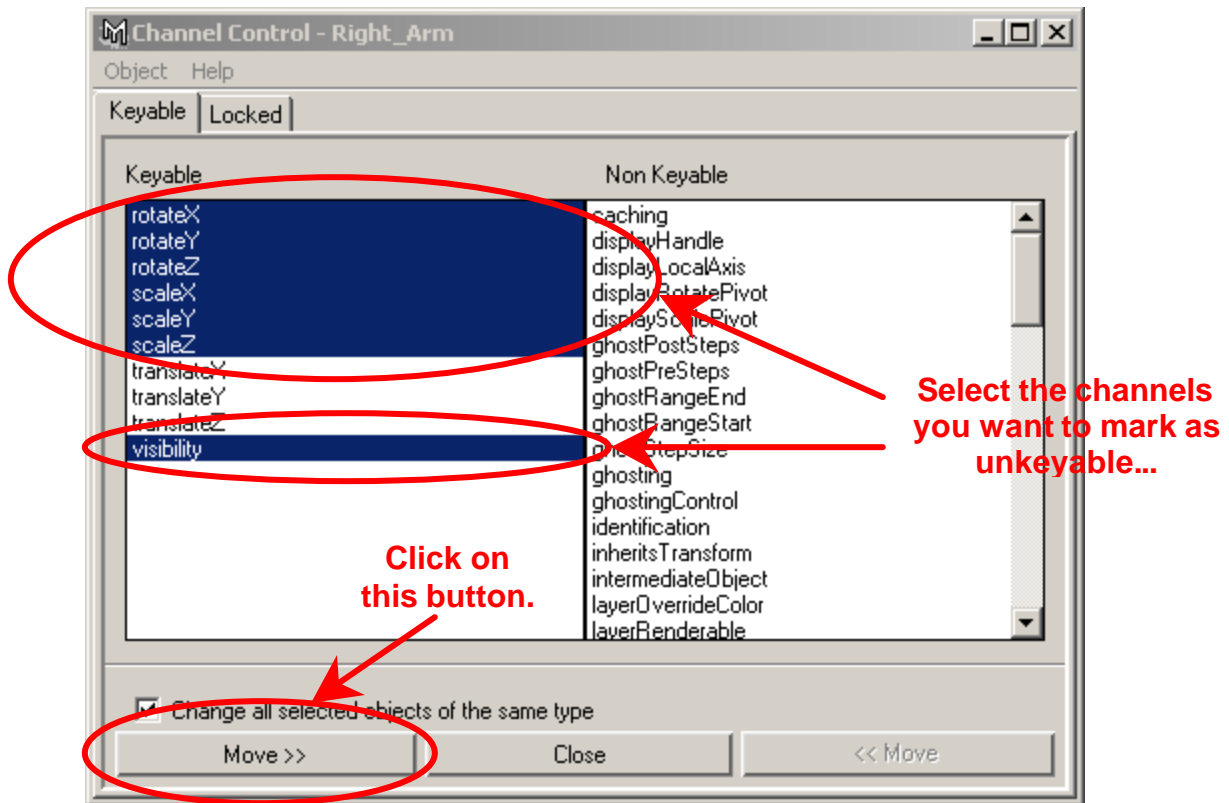 Channel Control - Right_Arm
Object Help
Keyable Locked
Keyable
Non Keyable
rotateX
rotateY
rotateZ
scaleX
scaleY
scaleZ
translateX
translateY
translateZ
visibility
caching
displayHandle
displayLocalAxis
displayRotatePivot
displayScalePivot
ghostPostSteps
ghostPreSteps
ghostRangeEnd
ghostRangeStart
ghostStepSize
ghosting
ghostingControl
identification
inheritsTransform
intermediateObject
layerOverrideColor
layerRenderable
Select the channels
you want to mark as
unkeyable...
Click on
this button.
Change all selected objects of the same type
Move >>
Close
<< Move